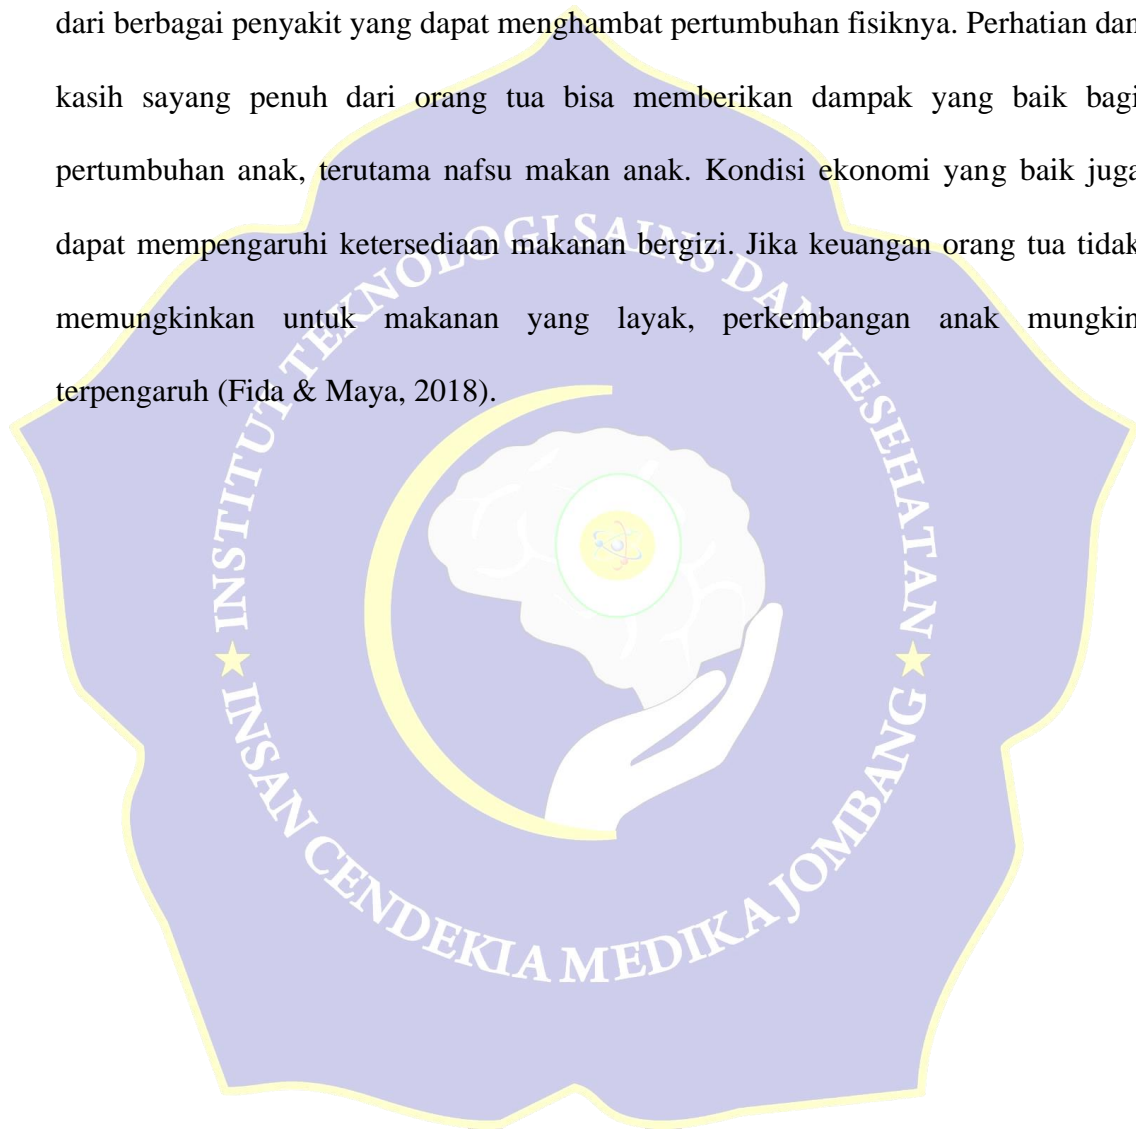 dari berbagai penyakit yang dapat menghambat pertumbuhan fisiknya. Perhatian dan
kasih sayang penuh dari orang tua bisa memberikan dampak yang baik bagi
pertumbuhan anak, terutama nafsu makan anak. Kondisi ekonomi yang baik juga
dapat mempengaruhi ketersediaan makanan bergizi. Jika keuangan orang tua tidak
memungkinkan untuk makanan yang layak, perkembangan anak mungkin
terpengaruh (Fida & Maya, 2018).
INSTITUT TEKNOLOGI SAINS DAN KESEHATAN
INSAN CENDEKIA MEDIKA JOMBANG